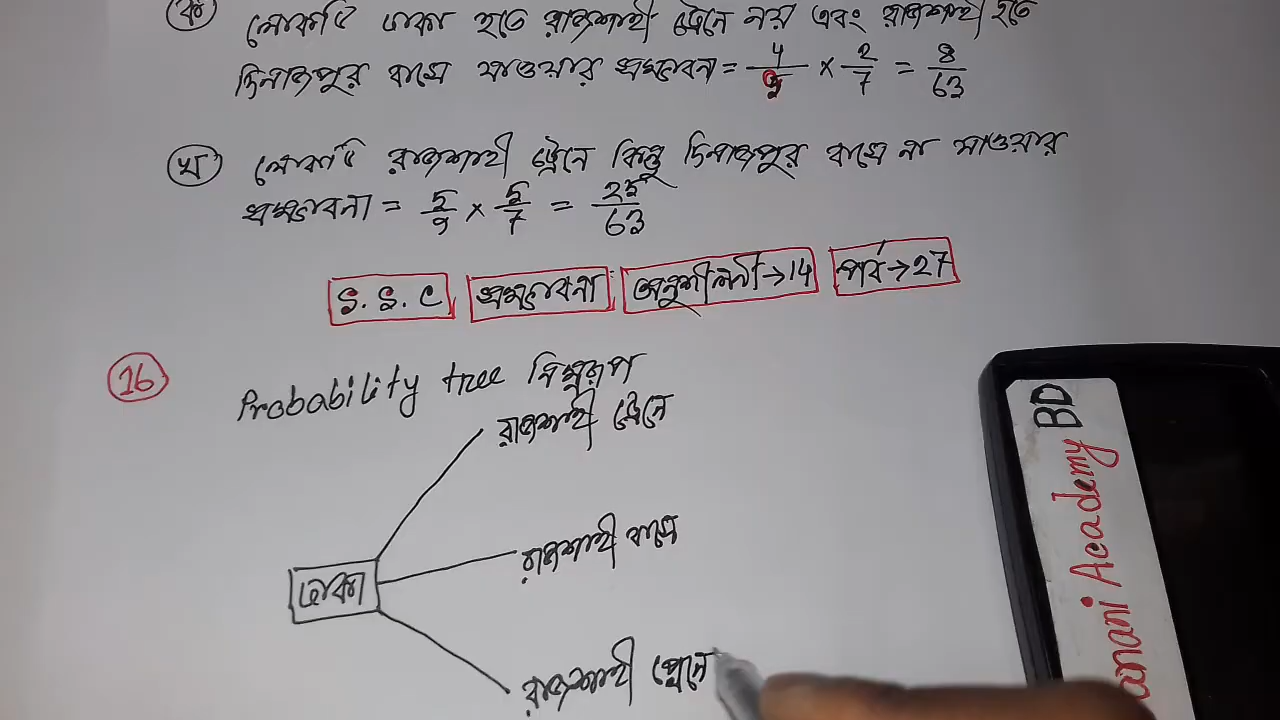 ক লোকটি ঢাকা হতে রাজশাহী ট্রেনে নয় এবং রাজশাহী হতে
দিনাজপুর বাসে যাওয়ার সম্ভাবনা = 4/9 × 2/7 = 8/63
খ লোকটি রাজশাহী ট্রেনে কিন্তু দিনাজপুর বাসে না যাওয়ার
সম্ভাবনা = 5/9 × 5/7 = 25/63
S. S. C সম্ভাবনা অনুশীলনী→14 পর্ব→27
16 Probability tree নিম্নরূপ
রাজশাহী ট্রেনে
রাজশাহী বাসে
ঢাকা
রাজশাহী প্লেনে
anani Academy BD